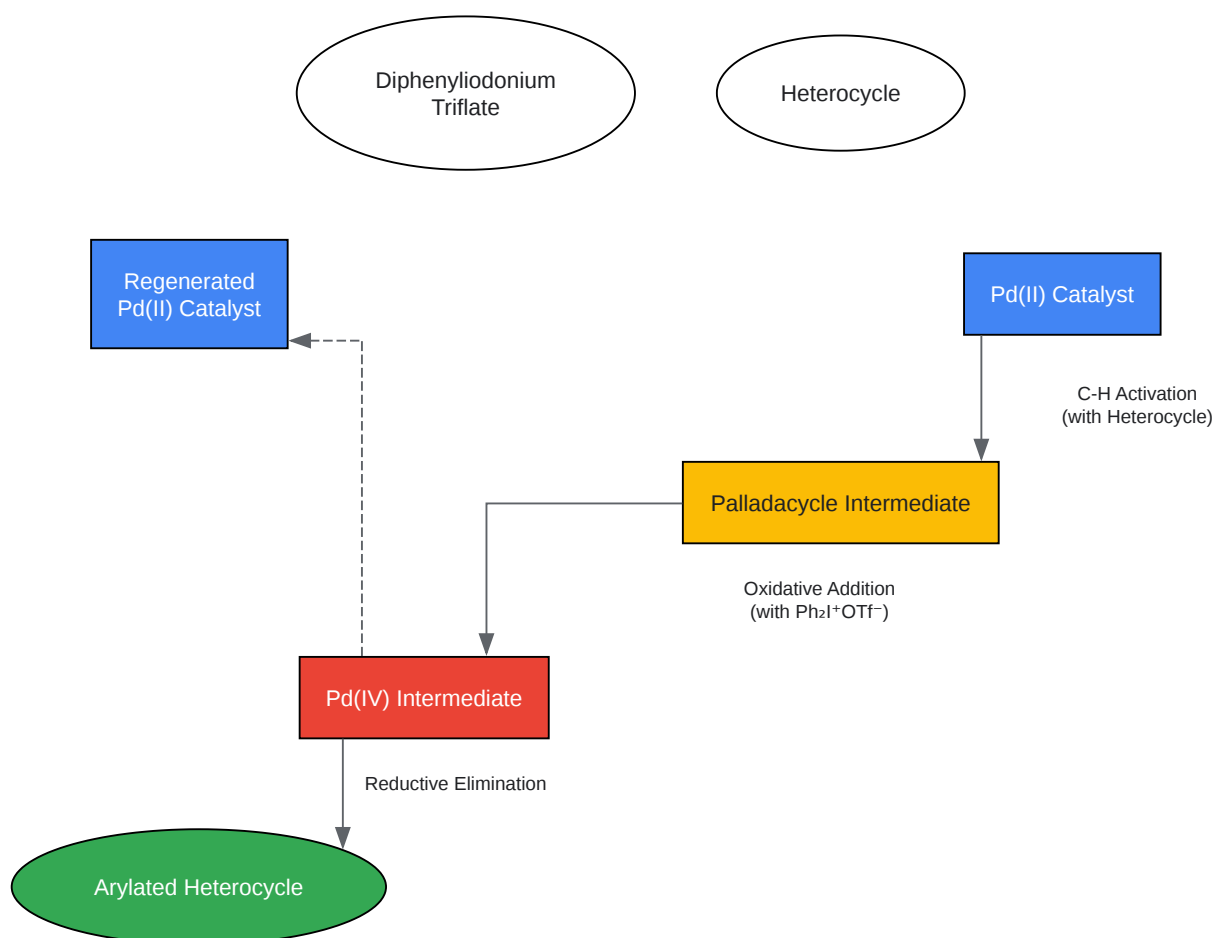 Diphenyliodonium
Triflate
Heterocycle
Regenerated
Pd(II) Catalyst
Pd(II) Catalyst
C-H Activation
(with Heterocycle)
Palladacycle Intermediate
Oxidative Addition
(with Ph₂I⁺OTf⁻)
Pd(IV) Intermediate
Reductive Elimination
Arylated Heterocycle